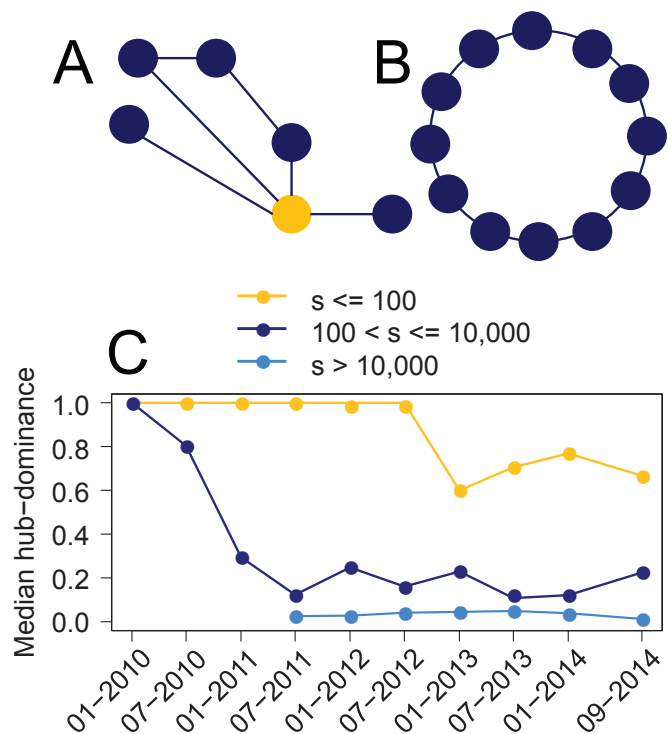 A
B
s <= 100
100 < s <= 10,000
s > 10,000
C
Median hub−dominance
1.0
0.8
0.6
0.4
0.2
0.0
01−2010
07−2010
01−2011
07−2011
01−2012
07−2012
01−2013
07−2013
01−2014
09−2014